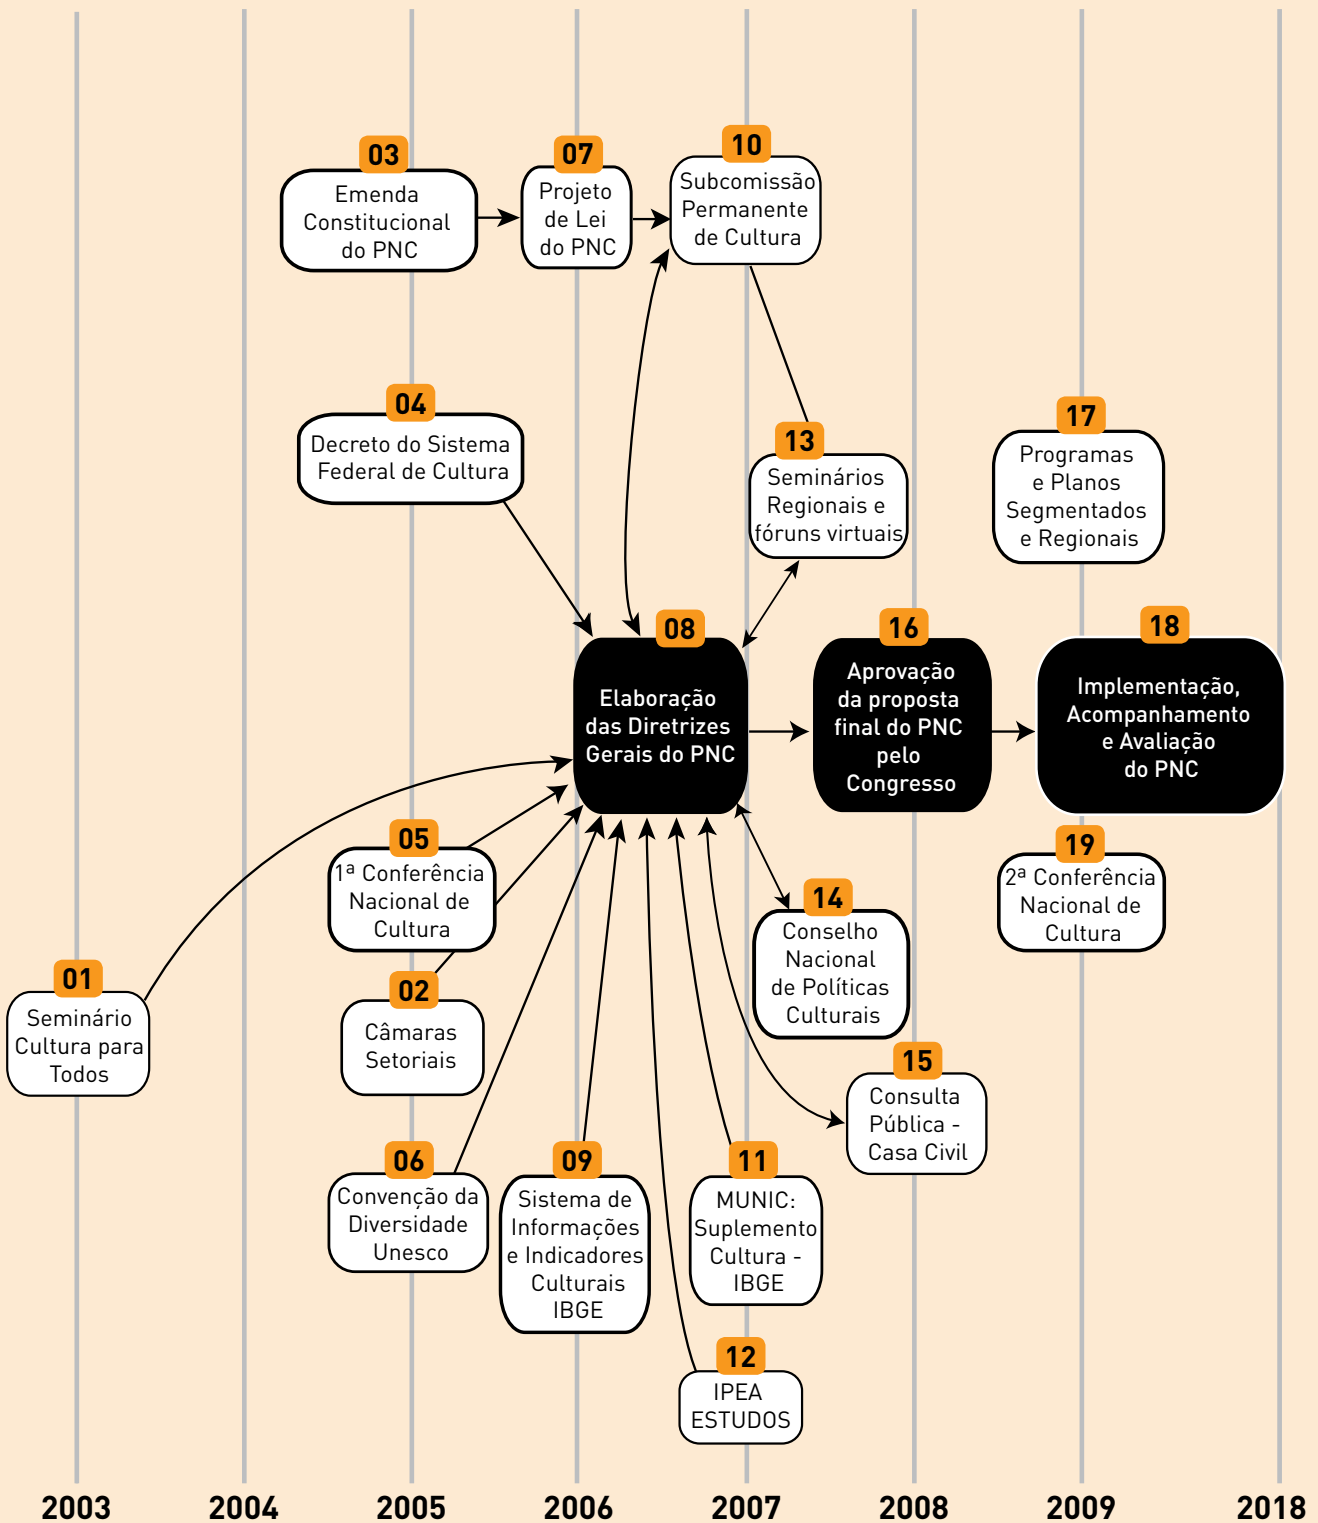 03
Emenda
Constitucional
do PNC
07
Projeto
de Lei
do PNC
10
Subcomissão
Permanente
de Cultura
04
Decreto do Sistema
Federal de Cultura
13
Seminários
Regionais e
fóruns virtuais
17
Programas
e Planos
Segmentados
e Regionais
08
Elaboração
das Diretrizes
Gerais do PNC
16
Aprovação
da proposta
final do PNC
pelo
Congresso
18
Implementação,
Acompanhamento
e Avaliação
do PNC
05
1ª Conferência
Nacional de
Cultura
19
2ª Conferência
Nacional de
Cultura
14
Conselho
Nacional
de Políticas
Culturais
01
Seminário
Cultura para
Todos
02
Câmaras
Setoriais
15
Consulta
Pública -
Casa Civil
06
Convenção da
Diversidade
Unesco
09
Sistema de
Informações
e Indicadores
Culturais
IBGE
11
MUNIC:
Suplemento
Cultura -
IBGE
12
IPEA
ESTUDOS
2003 2004 2005 2006 2007 2008 2009 2018